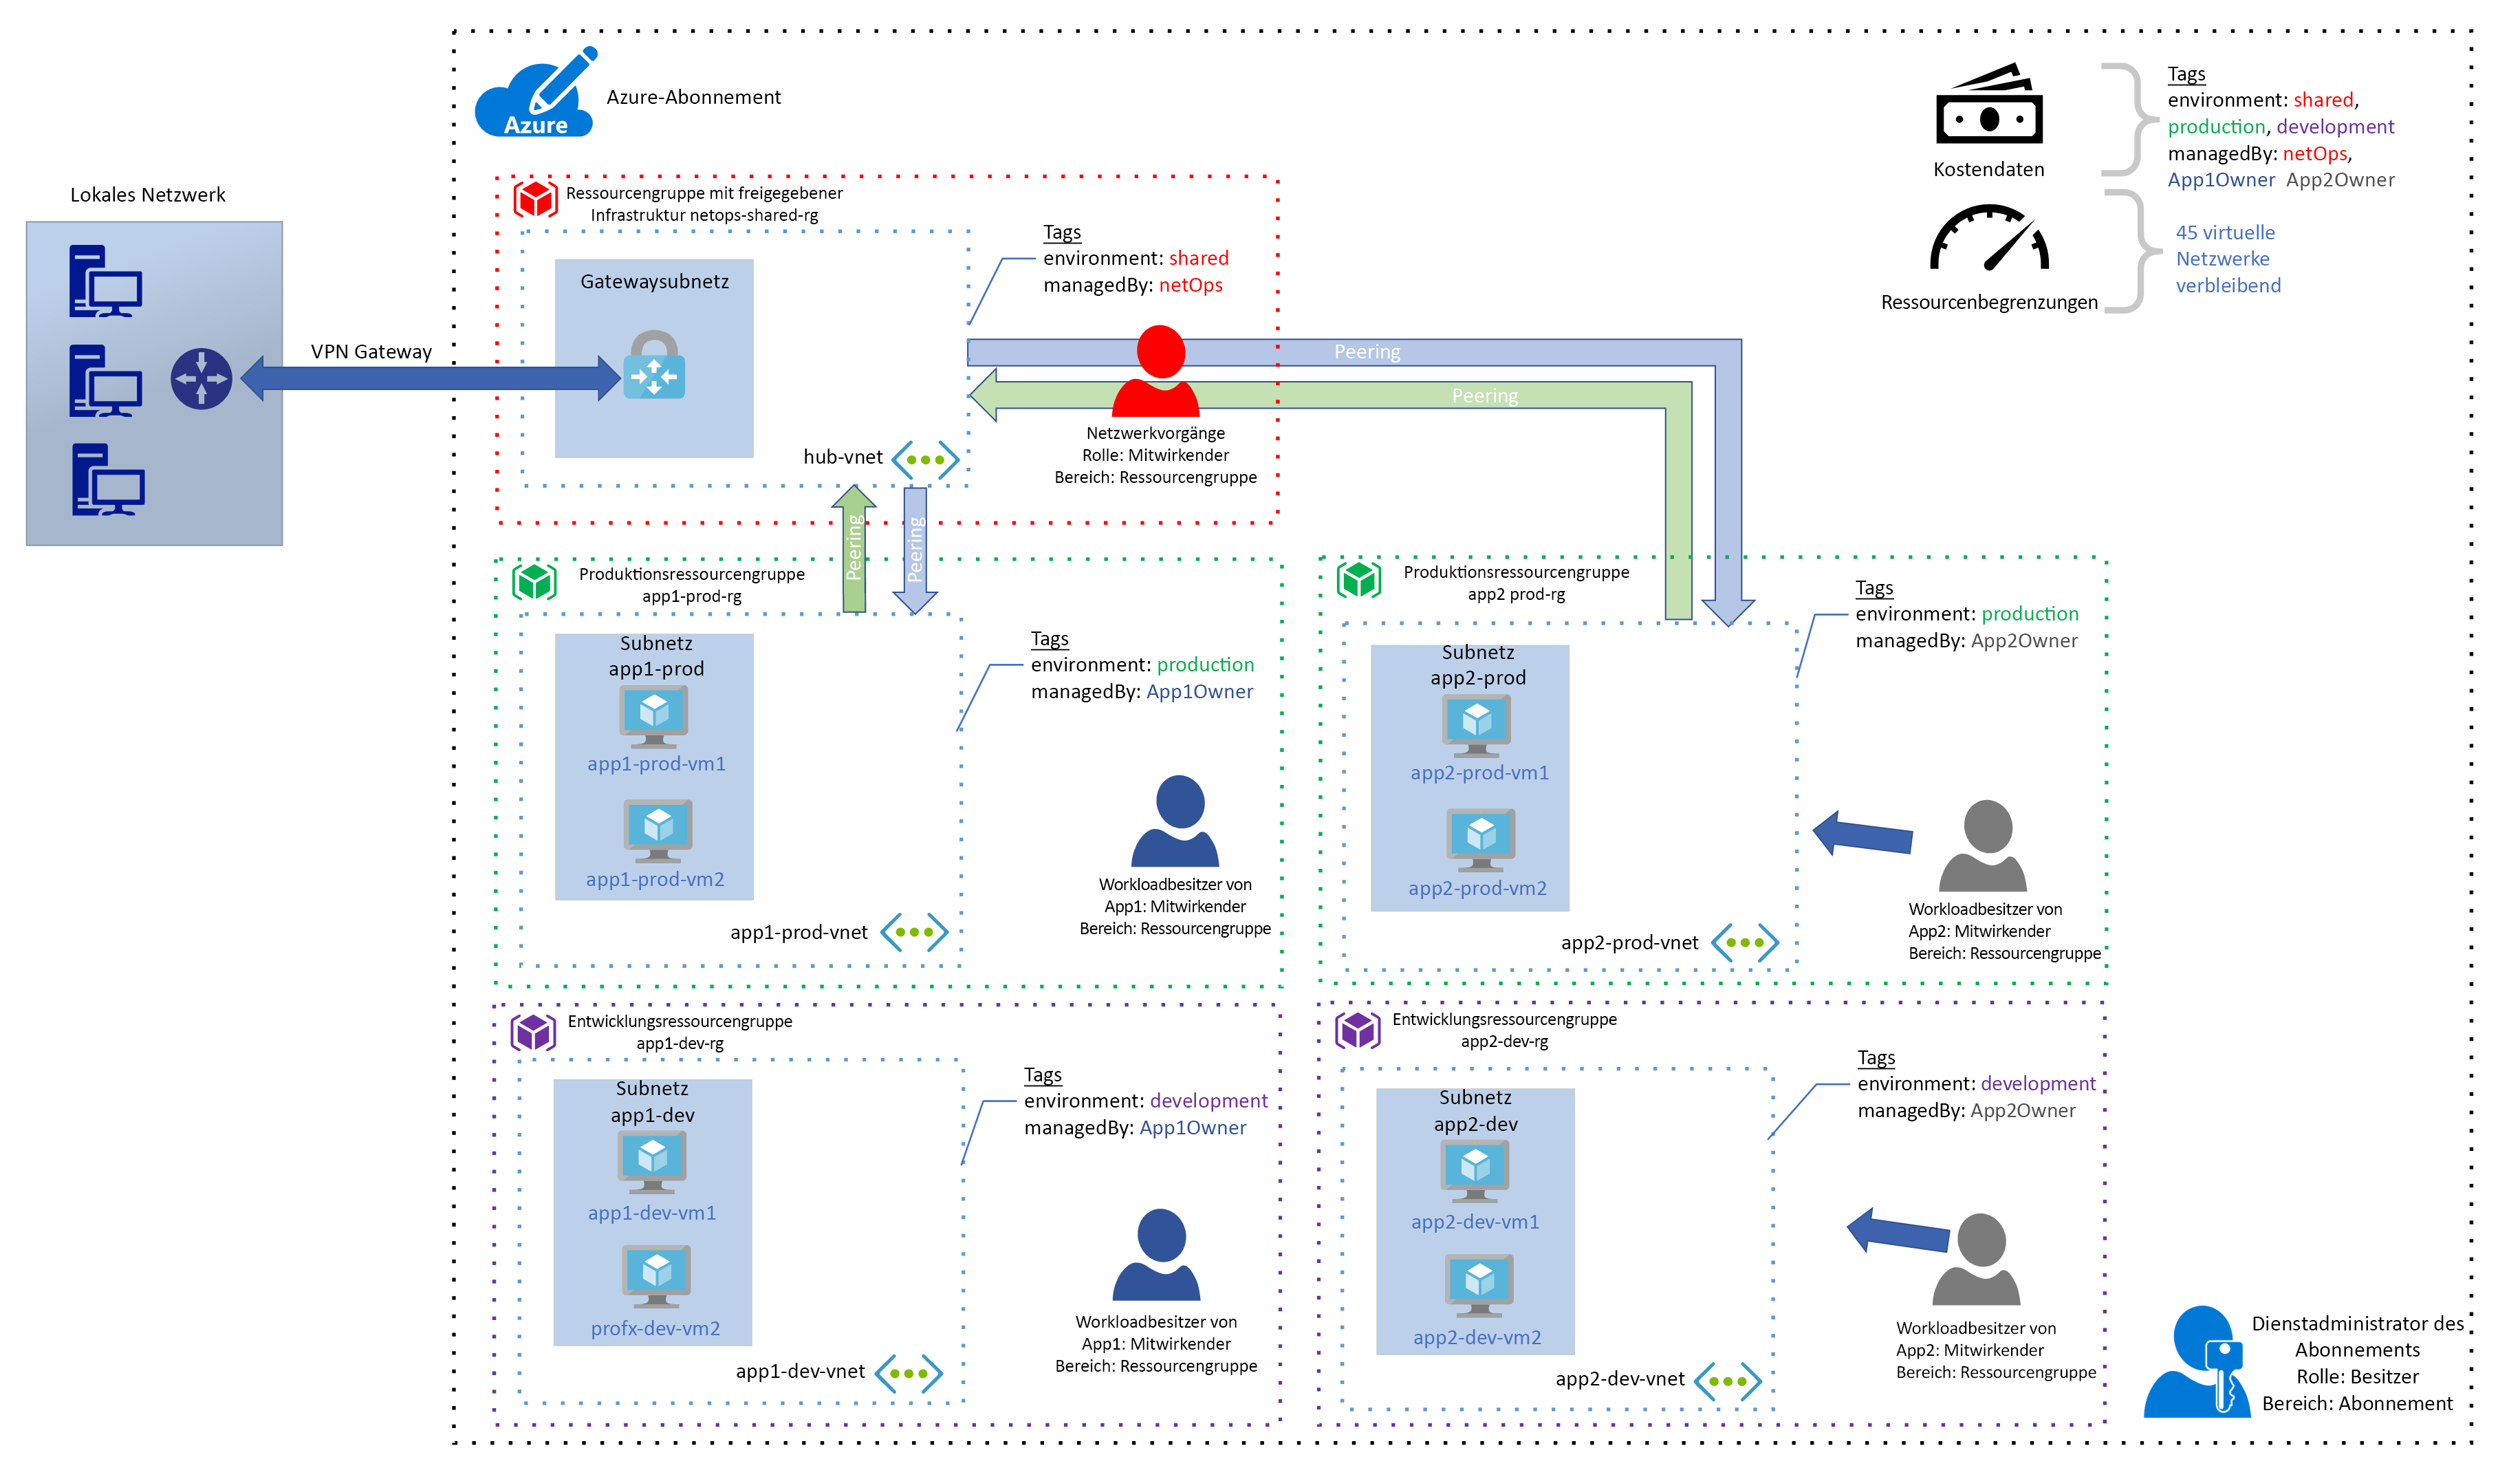 Azure
Azure-Abonnement
Kostendaten
Tags
environment: shared,
production, development
managedBy: netOps,
App1Owner App2Owner
Ressourcenbegrenzungen
45 virtuelle
Netzwerke
verbleibend
Lokales Netzwerk
VPN Gateway
Ressourcengruppe mit freigegebener
Infrastruktur netops-shared-rg
Gatewaysubnetz
hub-vnet
Tags
environment: shared
managedBy: netOps
Peering
Peering
Netzwerkvorgänge
Rolle: Mitwirkender
Bereich: Ressourcengruppe
Peering
Peering
Produktionsressourcengruppe
app1-prod-rg
Subnetz
app1-prod
app1-prod-vm1
app1-prod-vm2
app1-prod-vnet
Tags
environment: production
managedBy: App1Owner
Workloadbesitzer von
App1: Mitwirkender
Bereich: Ressourcengruppe
Produktionsressourcengruppe
app2 prod-rg
Subnetz
app2-prod
app2-prod-vm1
app2-prod-vm2
app2-prod-vnet
Tags
environment: production
managedBy: App2Owner
Workloadbesitzer von
App2: Mitwirkender
Bereich: Ressourcengruppe
Entwicklungsressourcengruppe
app1-dev-rg
Subnetz
app1-dev
app1-dev-vm1
profx-dev-vm2
app1-dev-vnet
Tags
environment: development
managedBy: App1Owner
Workloadbesitzer von
App1: Mitwirkender
Bereich: Ressourcengruppe
Entwicklungsressourcengruppe
app2-dev-rg
Subnetz
app2-dev
app2-dev-vm1
app2-dev-vm2
app2-dev-vnet
Tags
environment: development
managedBy: App2Owner
Workloadbesitzer von
App2: Mitwirkender
Bereich: Ressourcengruppe
Dienstadministrator des
Abonnements
Rolle: Besitzer
Bereich: Abonnement